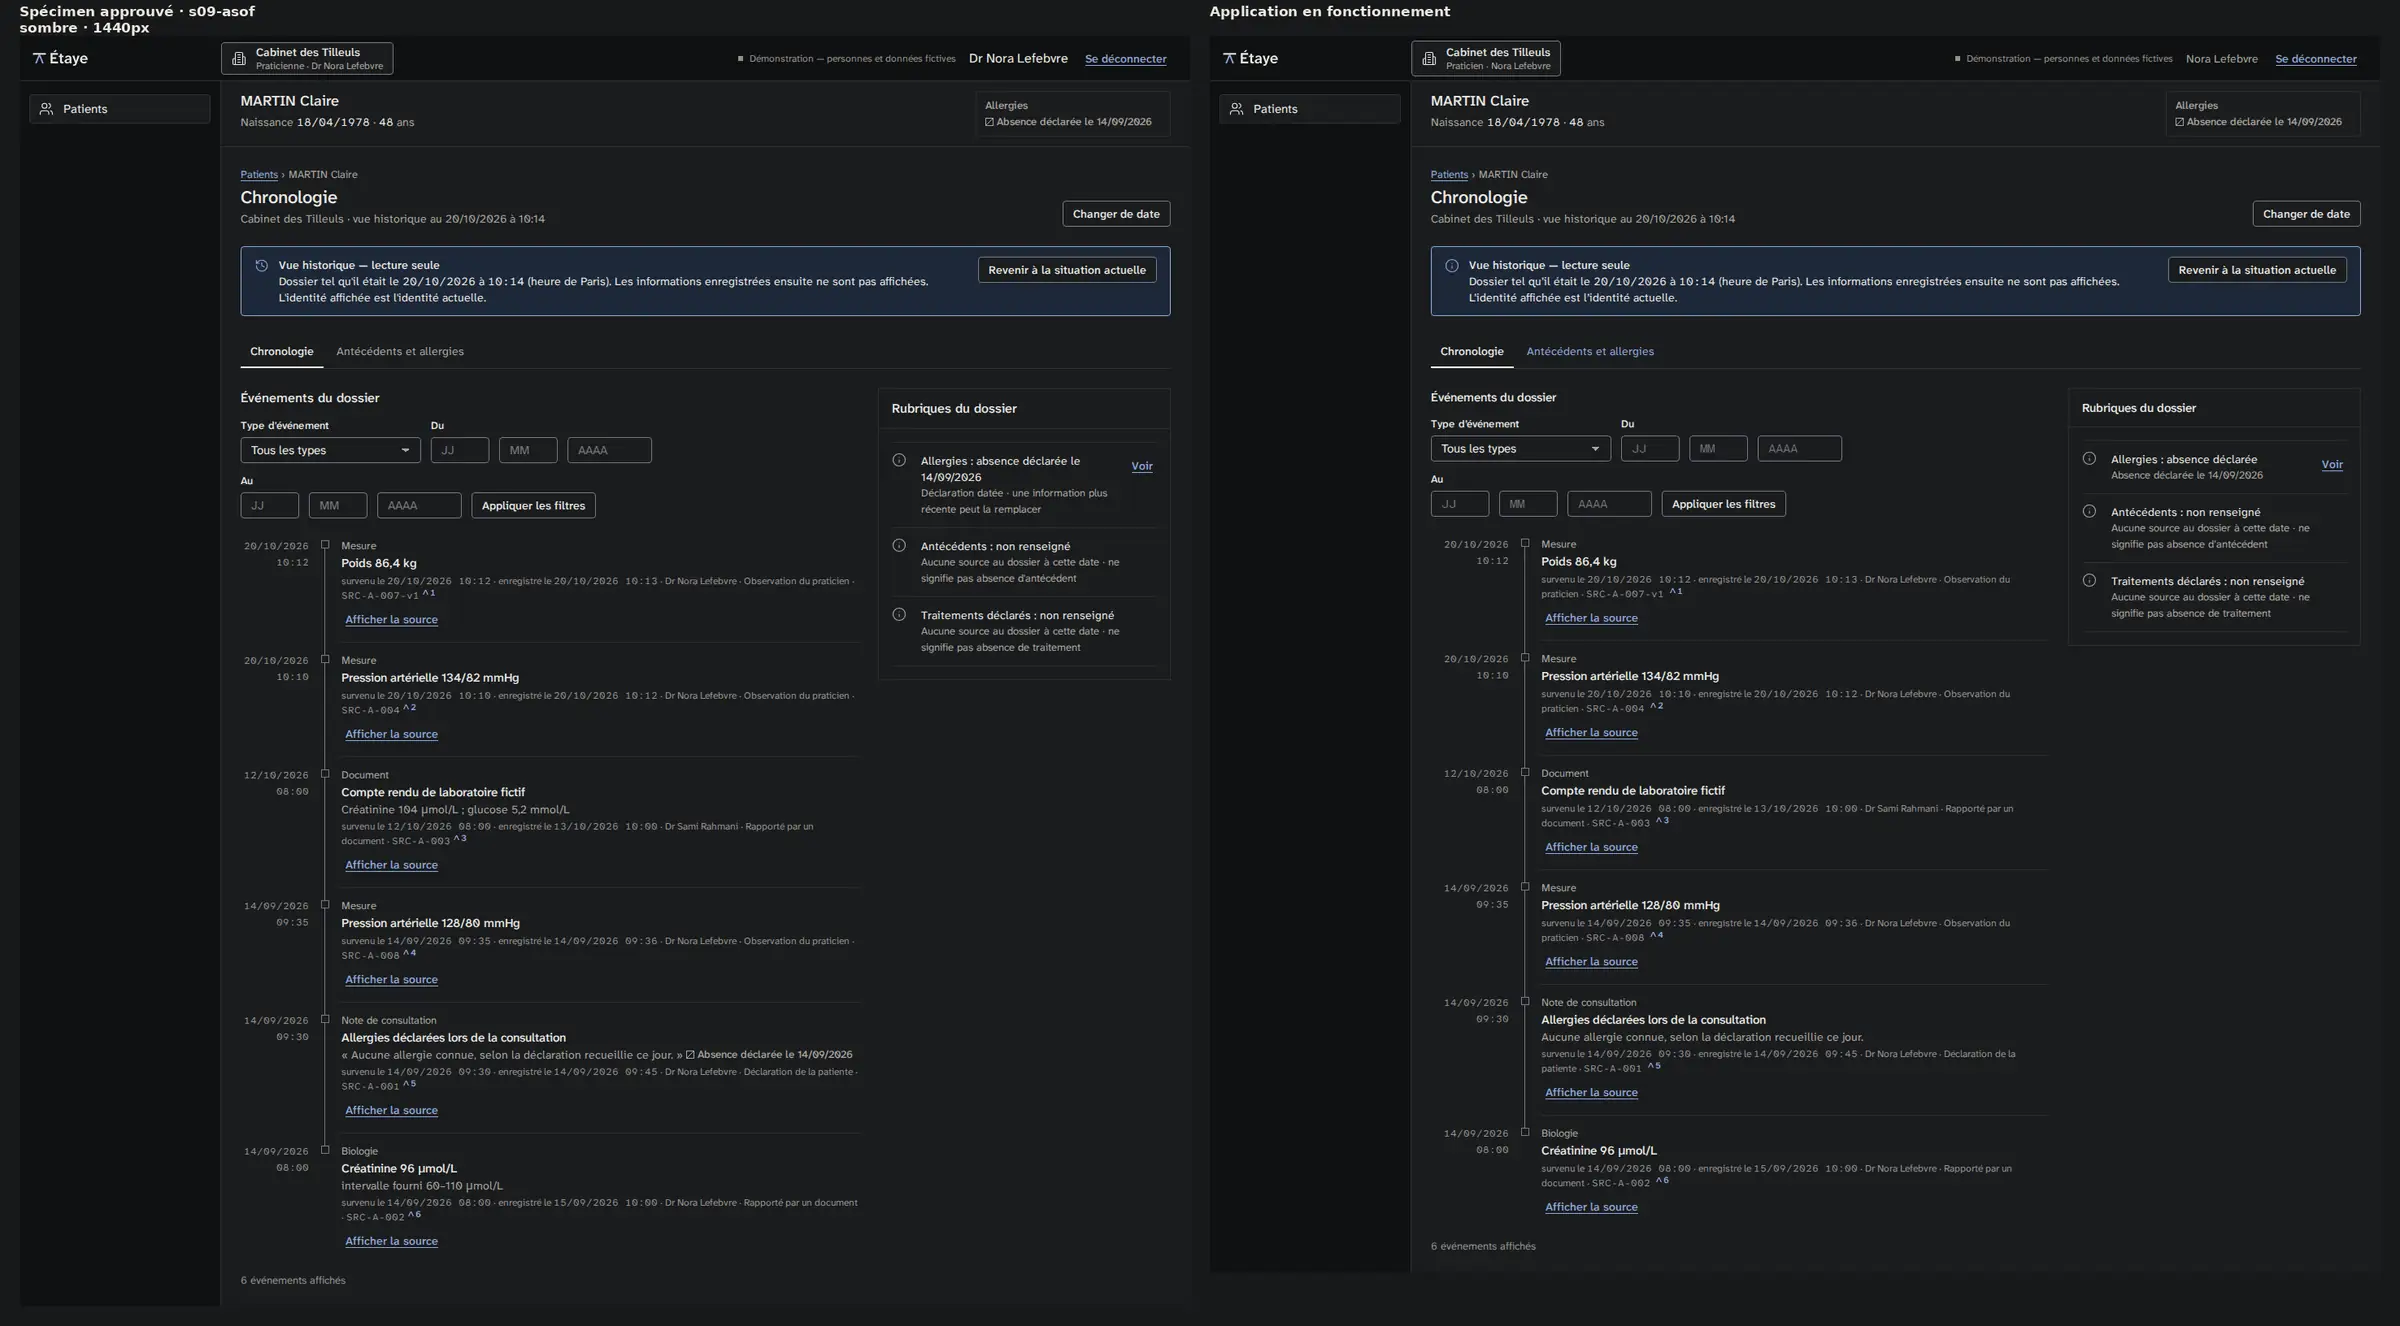 Spécimen approuvé · s09-asof
sombre · 1440px
Étaye
Cabinet des Tilleuls
Praticienne · Dr Nora Lefebvre
Démonstration — personnes et données fictives
Dr Nora Lefebvre
Se déconnecter
Patients
MARTIN Claire
Naissance 18/04/1978 · 48 ans
Allergies
Absence déclarée le 14/09/2026
Patients › MARTIN Claire
Chronologie
Cabinet des Tilleuls · vue historique au 20/10/2026 à 10:14
Changer de date
Vue historique — lecture seule
Dossier tel qu'il était le 20/10/2026 à 10:14 (heure de Paris). Les informations enregistrées ensuite ne sont pas affichées.
L'identité affichée est l'identité actuelle.
Revenir à la situation actuelle
Chronologie
Antécédents et allergies
Événements du dossier
Type d'événement
Du
Tous les types
JJ
MM
AAAA
Au
JJ
MM
AAAA
Appliquer les filtres
20/10/2026
10:12
Mesure
Poids 86,4 kg
survenu le 20/10/2026 10:12 · enregistré le 20/10/2026 10:13 · Dr Nora Lefebvre · Observation du praticien ·
SRC-A-007-v1 ^1
Afficher la source
20/10/2026
10:10
Mesure
Pression artérielle 134/82 mmHg
survenu le 20/10/2026 10:10 · enregistré le 20/10/2026 10:12 · Dr Nora Lefebvre · Observation du praticien ·
SRC-A-004 ^2
Afficher la source
12/10/2026
08:00
Document
Compte rendu de laboratoire fictif
Créatinine 104 µmol/L ; glucose 5,2 mmol/L
survenu le 12/10/2026 08:00 · enregistré le 13/10/2026 10:00 · Dr Sami Rahmani · Rapporté par un
document · SRC-A-003 ^3
Afficher la source
14/09/2026
09:35
Mesure
Pression artérielle 128/80 mmHg
survenu le 14/09/2026 09:35 · enregistré le 14/09/2026 09:36 · Dr Nora Lefebvre · Observation du praticien ·
SRC-A-008 ^4
Afficher la source
14/09/2026
09:30
Note de consultation
Allergies déclarées lors de la consultation
« Aucune allergie connue, selon la déclaration recueillie ce jour. » Absence déclarée le 14/09/2026
survenu le 14/09/2026 09:30 · enregistré le 14/09/2026 09:45 · Dr Nora Lefebvre · Déclaration de la patiente ·
SRC-A-001 ^5
Afficher la source
14/09/2026
08:00
Biologie
Créatinine 96 µmol/L
intervalle fourni 60–110 µmol/L
survenu le 14/09/2026 08:00 · enregistré le 15/09/2026 10:00 · Dr Nora Lefebvre · Rapporté par un document
· SRC-A-002 ^6
Afficher la source
6 événements affichés
Rubriques du dossier
Allergies : absence déclarée le
14/09/2026
Déclaration datée · une information plus
récente peut la remplacer
Voir
Antécédents : non renseigné
Aucune source au dossier à cette date · ne
signifie pas absence d'antécédent
Traitements déclarés : non renseigné
Aucune source au dossier à cette date · ne
signifie pas absence de traitement
Application en fonctionnement
Étaye
Cabinet des Tilleuls
Praticien · Nora Lefebvre
Démonstration — personnes et données fictives
Nora Lefebvre
Se déconnecter
Patients
MARTIN Claire
Naissance 18/04/1978 · 48 ans
Allergies
Absence déclarée le 14/09/2026
Patients › MARTIN Claire
Chronologie
Cabinet des Tilleuls · vue historique au 20/10/2026 à 10:14
Changer de date
Vue historique — lecture seule
Dossier tel qu'il était le 20/10/2026 à 10:14 (heure de Paris). Les informations enregistrées ensuite ne sont pas affichées.
L'identité affichée est l'identité actuelle.
Revenir à la situation actuelle
Chronologie
Antécédents et allergies
Événements du dossier
Type d'événement
Du
Tous les types
JJ
MM
AAAA
Au
JJ
MM
AAAA
Appliquer les filtres
20/10/2026
10:12
Mesure
Poids 86,4 kg
survenu le 20/10/2026 10:12 · enregistré le 20/10/2026 10:13 · Dr Nora Lefebvre · Observation du
praticien · SRC-A-007-v1 ^1
Afficher la source
20/10/2026
10:10
Mesure
Pression artérielle 134/82 mmHg
survenu le 20/10/2026 10:10 · enregistré le 20/10/2026 10:12 · Dr Nora Lefebvre · Observation du
praticien · SRC-A-004 ^2
Afficher la source
12/10/2026
08:00
Document
Compte rendu de laboratoire fictif
survenu le 12/10/2026 08:00 · enregistré le 13/10/2026 10:00 · Dr Sami Rahmani · Rapporté par un
document · SRC-A-003 ^3
Afficher la source
14/09/2026
09:35
Mesure
Pression artérielle 128/80 mmHg
survenu le 14/09/2026 09:35 · enregistré le 14/09/2026 09:36 · Dr Nora Lefebvre · Observation du
praticien · SRC-A-008 ^4
Afficher la source
14/09/2026
09:30
Note de consultation
Allergies déclarées lors de la consultation
Aucune allergie connue, selon la déclaration recueillie ce jour.
survenu le 14/09/2026 09:30 · enregistré le 14/09/2026 09:45 · Dr Nora Lefebvre · Déclaration de la
patiente · SRC-A-001 ^5
Afficher la source
14/09/2026
08:00
Biologie
Créatinine 96 µmol/L
survenu le 14/09/2026 08:00 · enregistré le 15/09/2026 10:00 · Dr Nora Lefebvre · Rapporté par un
document · SRC-A-002 ^6
Afficher la source
6 événements affichés
Rubriques du dossier
Allergies : absence déclarée
Absence déclarée le 14/09/2026
Voir
Antécédents : non renseigné
Aucune source au dossier à cette date · ne
signifie pas absence d'antécédent
Traitements déclarés : non renseigné
Aucune source au dossier à cette date · ne
signifie pas absence de traitement